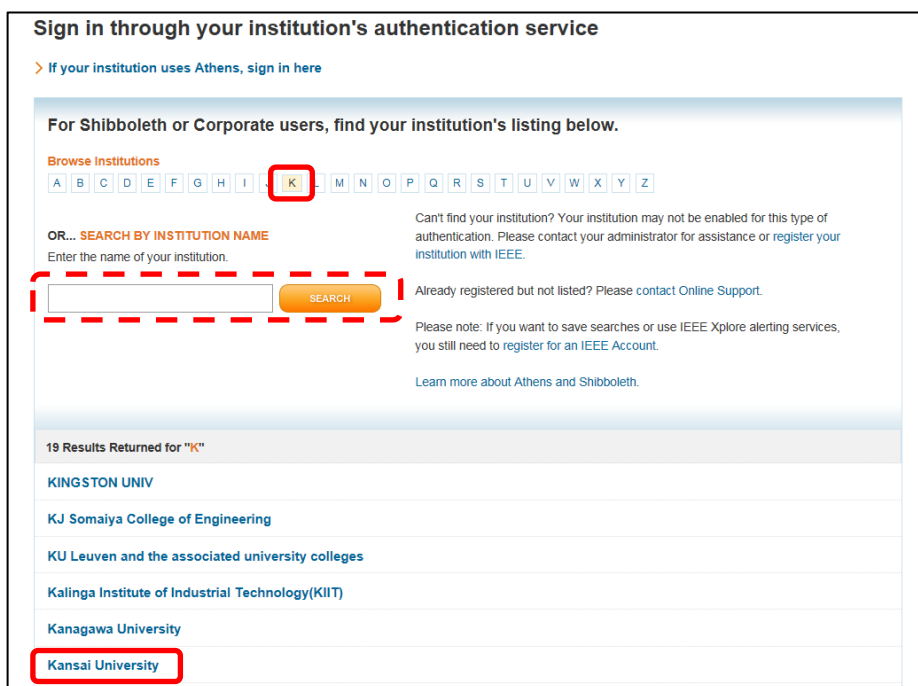 Sign in through your institution's authentication service
> If your institution uses Athens, sign in here
For Shibboleth or Corporate users, find your institution's listing below.
Browse Institutions
A B C D E F G H I J K L M N O P Q R S T U V W X Y Z
OR... SEARCH BY INSTITUTION NAME
Enter the name of your institution.
SEARCH
Can't find your institution? Your institution may not be enabled for this type of
authentication. Please contact your administrator for assistance or register your
institution with IEEE.
Already registered but not listed? Please contact Online Support.
Please note: If you want to save searches or use IEEE Xplore alerting services,
you still need to register for an IEEE Account.
Learn more about Athens and Shibboleth.
19 Results Returned for "K"
KINGSTON UNIV
KJ Somaiya College of Engineering
KU Leuven and the associated university colleges
Kalinga Institute of Industrial Technology(KIIT)
Kanagawa University
Kansai University